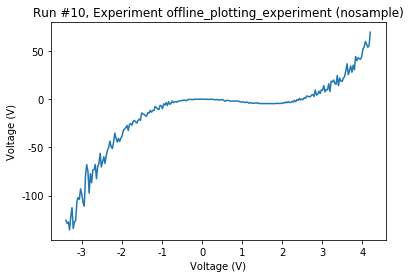 Run #10, Experiment offline_plotting_experiment (nosample)
Voltage (V)
50
0
-50
-100
-3 -2 -1 0 1 2 3 4
Voltage (V)